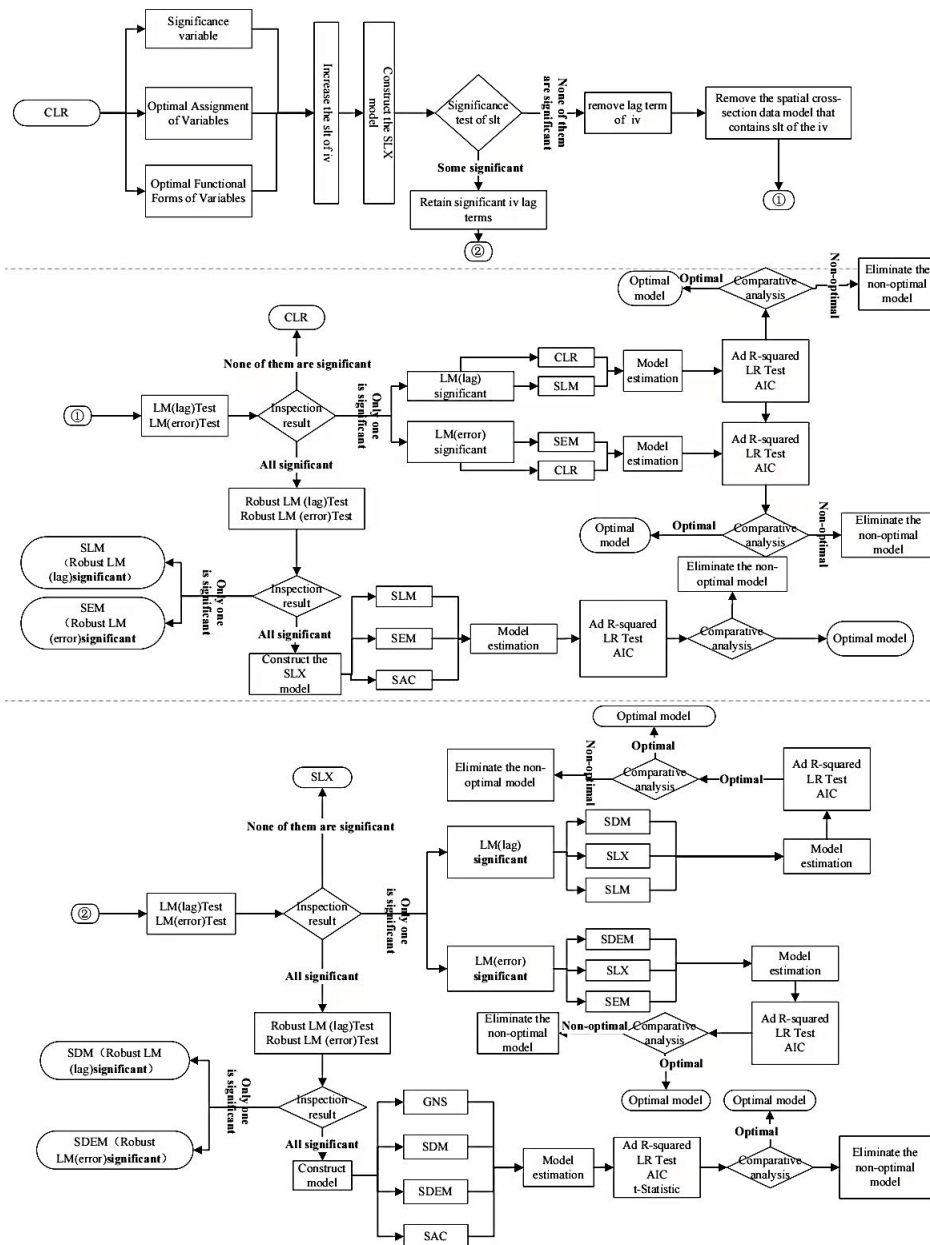 Significance
variable
CLR
Optimal Assignment
of Variables
Optimal Functional
Forms of Variables
Increase the slt of iv
Construct the SLX
model
Significance
test of slt
None of them
are significant
remove lag term
of iv
Remove the spatial cross-
section data model that
contains slt of the iv
①
Some significant
Retain significant iv lag
terms
②
Optimal
model
Optimal
Comparative
analysis
Non-optimal
Eliminate the
non-optimal
model
CLR
None of them are significant
①
LM(lag)Test
LM(error)Test
Inspection
result
Only one
is significant
LM(lag)
significant
CLR
SLM
Model
estimation
Ad R-squared
LR Test
AIC
LM(error)
significant
SEM
CLR
Model
estimation
Ad R-squared
LR Test
AIC
All significant
Robust LM (lag)Test
Robust LM (error)Test
Optimal
model
Optimal
Comparative
analysis
Non-optimal
Eliminate the
non-optimal
model
SLM
（Robust LM
(lag)significant）
SEM
（Robust LM
(error)significant
Only one
is significant
Inspection
result
All significant
Construct the
SLX
model
SLM
SEM
SAC
Model
estimation
Ad R-squared
LR Test
AIC
Eliminate the non-
optimal model
Comparative
analysis
Optimal model
Optimal model
Optimal
Eliminate the non-
optimal model
Non-optimal
Comparative
analysis
Optimal
Ad R-squared
LR Test
AIC
SLX
None of them are significant
②
LM(lag)Test
LM(error)Test
Inspection
result
Only one
is significant
LM(lag)
significant
SDM
SLX
SLM
Model
estimation
LM(error)
significant
SDEM
SLX
SEM
Model
estimation
Ad R-squared
LR Test
AIC
Eliminate the
non-optimal
model
Non-optimal
Comparative
analysis
Optimal
Optimal model
All significant
Robust LM (lag)Test
Robust LM (error)Test
SDM（Robust LM
(lag)significant）
SDEM（Robust
LM(error)significant）
Only one
is significant
Inspection
result
All significant
Construct
model
GNS
SDM
SDEM
SAC
Model
estimation
Ad R-squared
LR Test
AIC
t-Statistic
Optimal model
Optimal
Comparative
analysis
Eliminate the
non-optimal
model